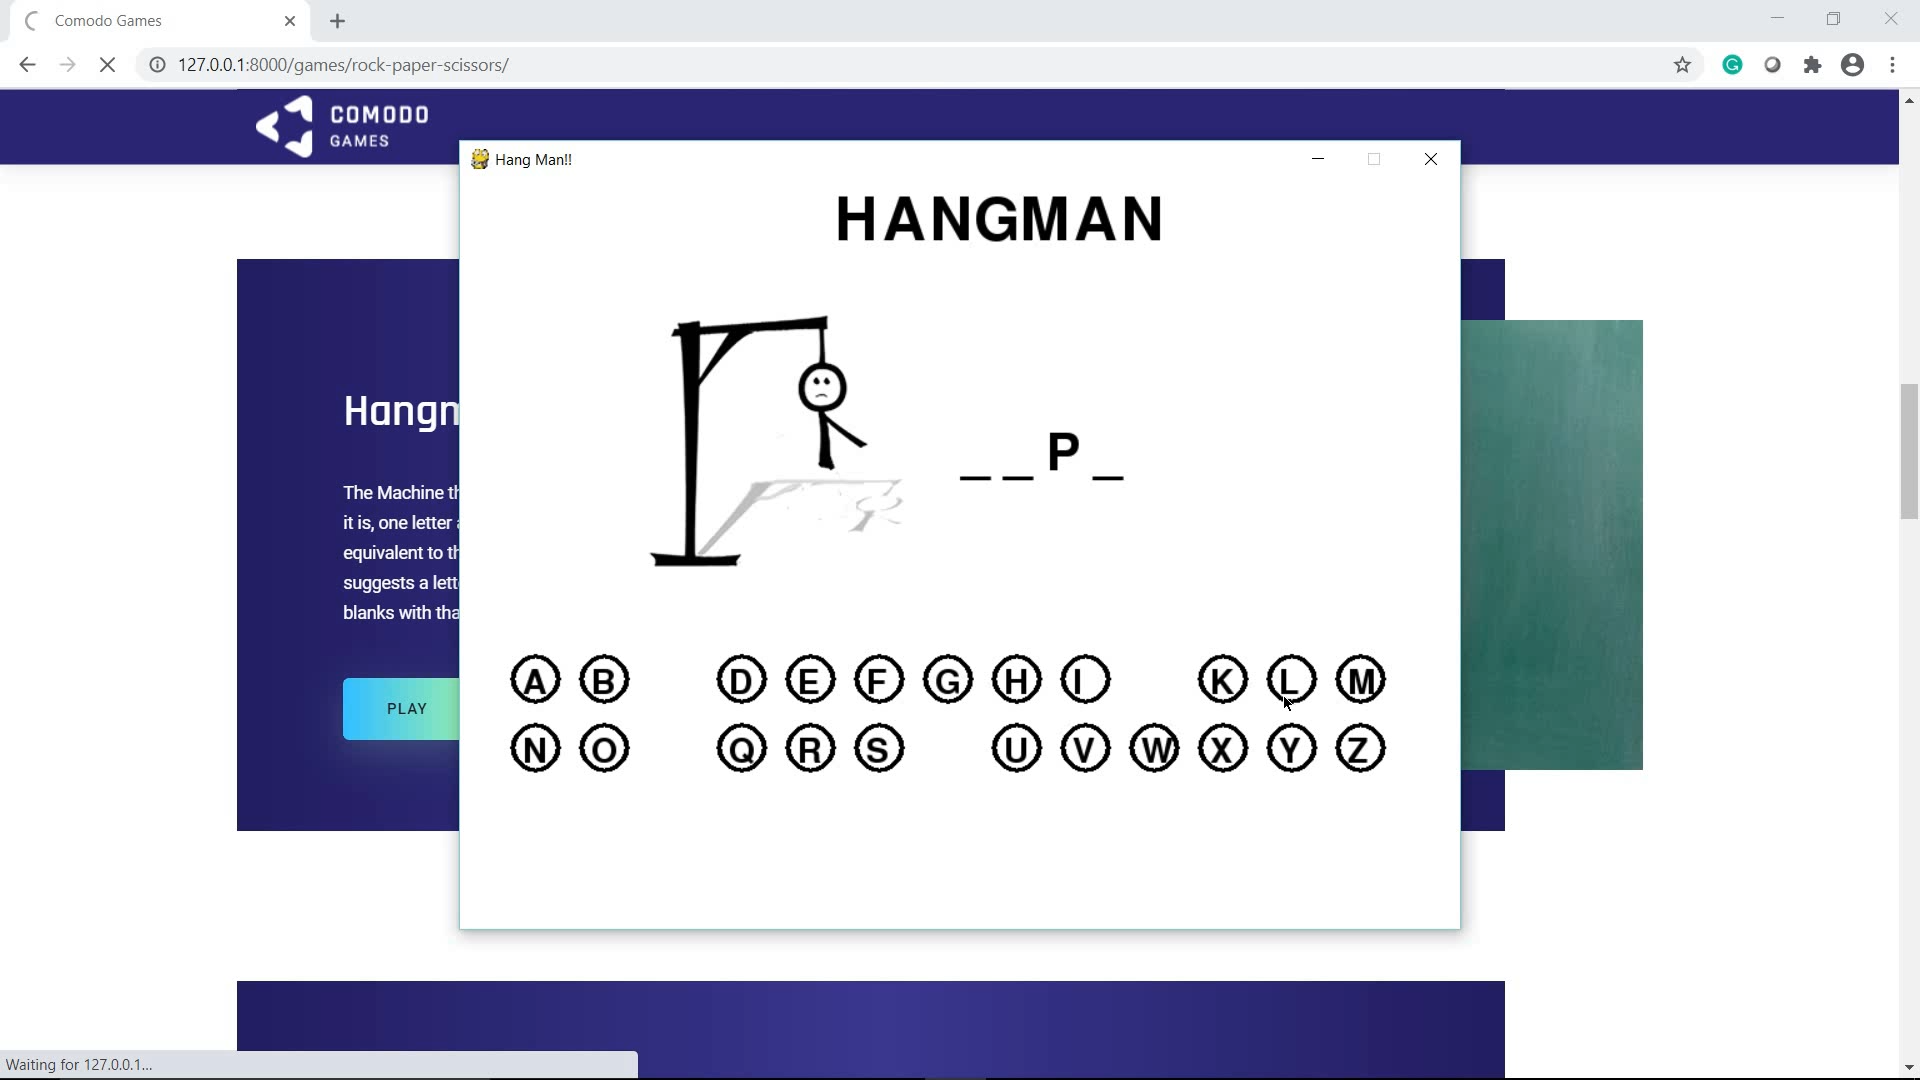 Comodo Games
127.0.0.1:8000/games/rock-paper-scissors/
COMODO
GAMES
Hang Man!!
HANGMAN
_ _ P _
A B D E F G H I K L M
N O Q R S U V W X Y Z
Hangm
The Machine th
it is, one letter
equivalent to th
suggests a lett
blanks with tha
PLAY
Waiting for 127.0.0.1...